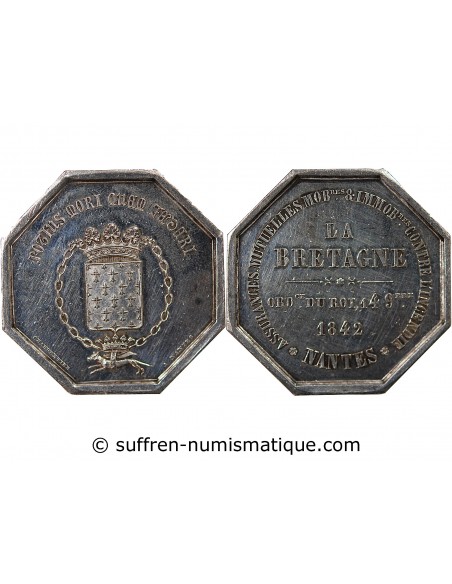 POTIUS MORI QUAM FŒDARI
ASSURANCES MUTUELLES, MOB^RES & IMMOB^RES CONTRE L'INCENDIE
LA
BRETAGNE
ORD^CE DU ROI, 14 9^BRE
1842
* NANTES *
© suffren-numismatique.com